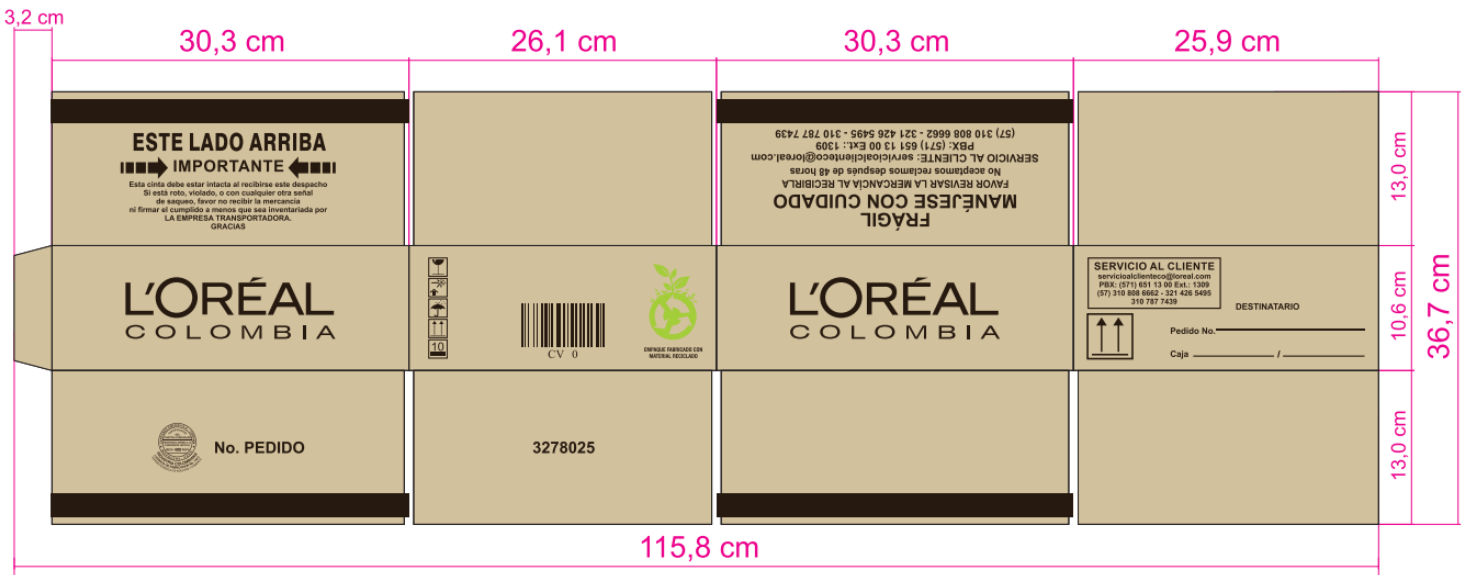 3,2 cm
30,3 cm
26,1 cm
30,3 cm
25,9 cm
ESTE LADO ARRIBA
IMPORTANTE
Esta cinta debe estar intacta al recibirse este despacho
Si está roto, violado, o con cualquier otra señal
de saqueo, favor no recibir la mercancía
ni firmar el cumplido a menos que sea inventariada por
LA EMPRESA TRANSPORTADORA.
GRACIAS
FRÁGIL
MANÉJESE CON CUIDADO
FAVOR REVISAR LA MERCANCÍA AL RECIBIRLA
No aceptamos reclamos después de 48 horas
SERVICIO AL CLIENTE: servicioalclienteco@loreal.com
PBX: (571) 651 13 00 Ext.: 1309
(57) 310 808 6662 - 321 426 5495 - 310 787 7439
13,0 cm
L'ORÉAL
COLOMBIA
10
CV 0
EMPAQUE FABRICADO CON
MATERIAL RECICLADO
L'ORÉAL
COLOMBIA
SERVICIO AL CLIENTE
servicioalclienteco@loreal.com
PBX: (571) 651 13 00 Ext.: 1309
(57) 310 808 6662 - 321 426 5495
310 787 7439
DESTINATARIO
Pedido No.
Caja /
10,6 cm
36,7 cm
No. PEDIDO
3278025
13,0 cm
115,8 cm